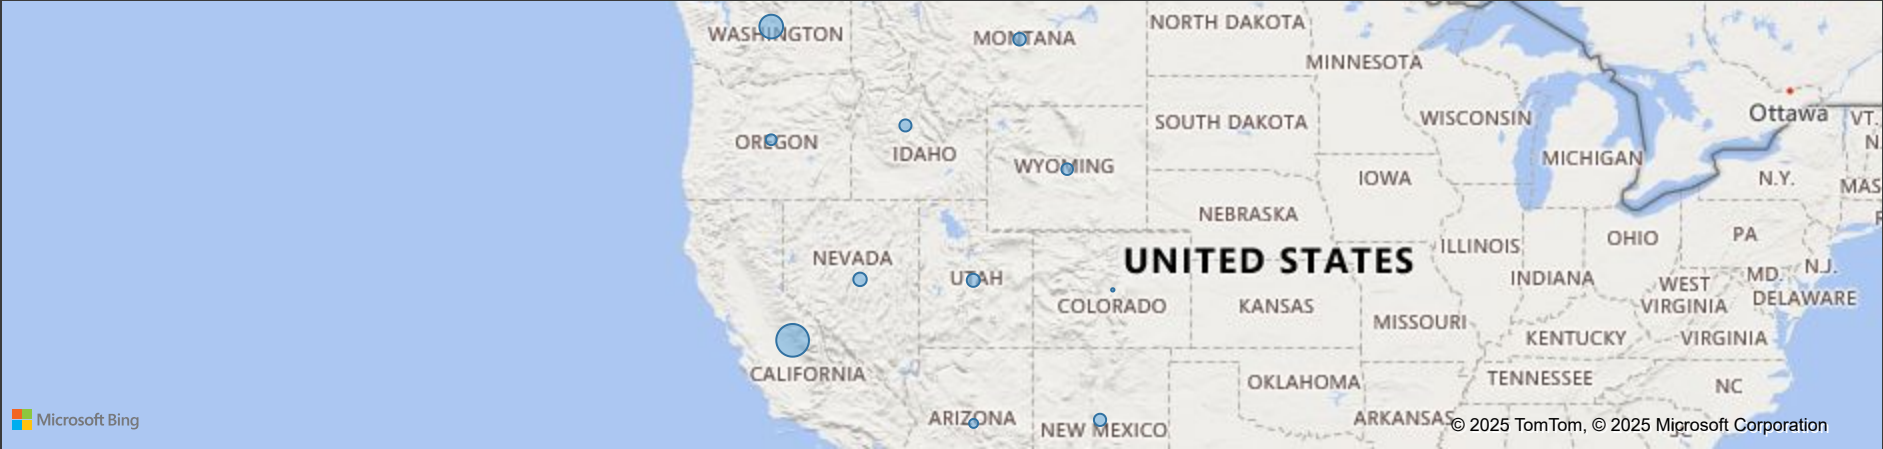 WASHINGTON
MONTANA
NORTH DAKOTA
MINNESOTA
OREGON
IDAHO
WYOMING
SOUTH DAKOTA
WISCONSIN
MICHIGAN
Ottawa
VT.
IOWA
N.Y.
MAS
NEBRASKA
NEVADA
UTAH
UNITED STATES
ILLINOIS
INDIANA
OHIO
PA
MD.
N.J.
WEST
VIRGINIA
DELAWARE
COLORADO
KANSAS
MISSOURI
KENTUCKY
VIRGINIA
CALIFORNIA
OKLAHOMA
TENNESSEE
NC
ARIZONA
NEW MEXICO
ARKANSAS
Microsoft Bing
© 2025 TomTom, © 2025 Microsoft Corporation